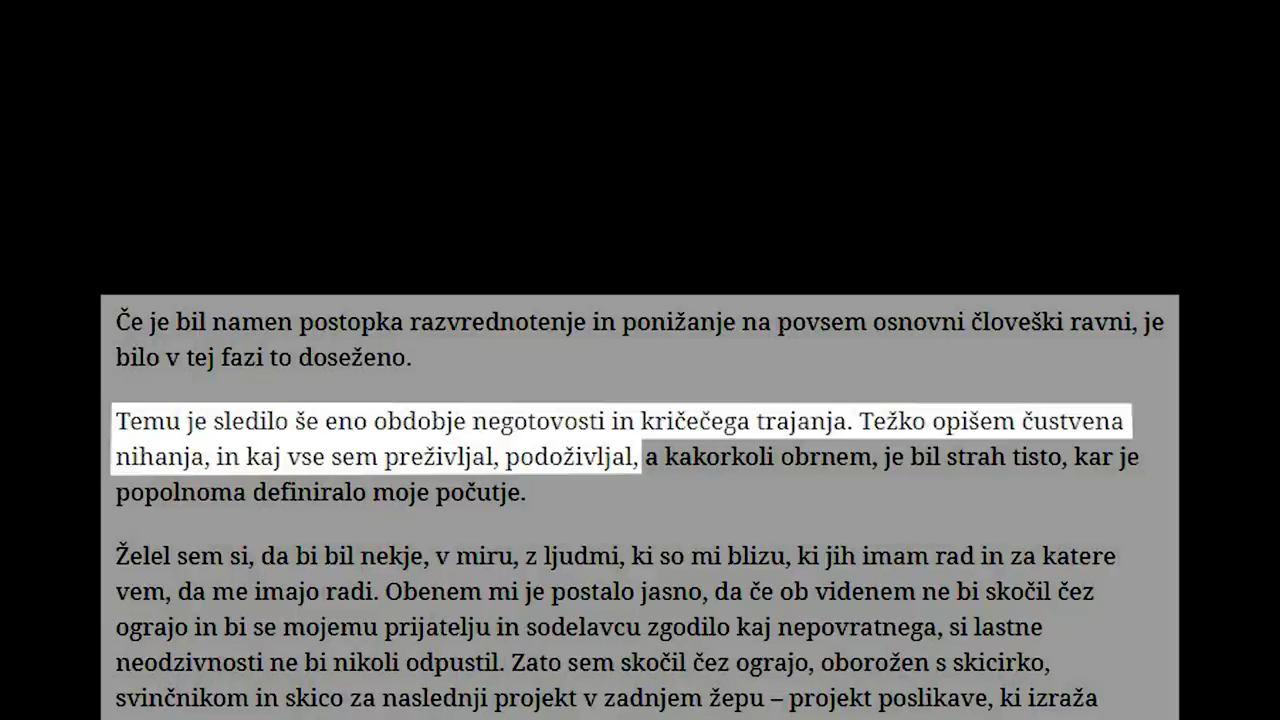 Če je bil namen postopka razvrednotenje in ponižanje na povsem osnovni človeški ravni, je
bilo v tej fazi to doseženo.
Temu je sledilo še eno obdobje negotovosti in kričečega trajanja. Težko opišem čustvena
nihanja, in kaj vse sem preživljal, podoživljal, a kakorkoli obrnem, je bil strah tisto, kar je
popolnoma definiralo moje počutje.
Želel sem si, da bi bil nekje, v miru, z ljudmi, ki so mi blizu, ki jih imam rad in za katere
vem, da me imajo radi. Obenem mi je postalo jasno, da če ob videnem ne bi skočil čez
ograjo in bi se mojemu prijatelju in sodelavcu zgodilo kaj nepovratnega, si lastne
neodzivnosti ne bi nikoli odpustil. Zato sem skočil čez ograjo, oborožen s skicirko,
svinčnikom in skico za naslednji projekt v zadnjem žepu – projekt poslikave, ki izraža